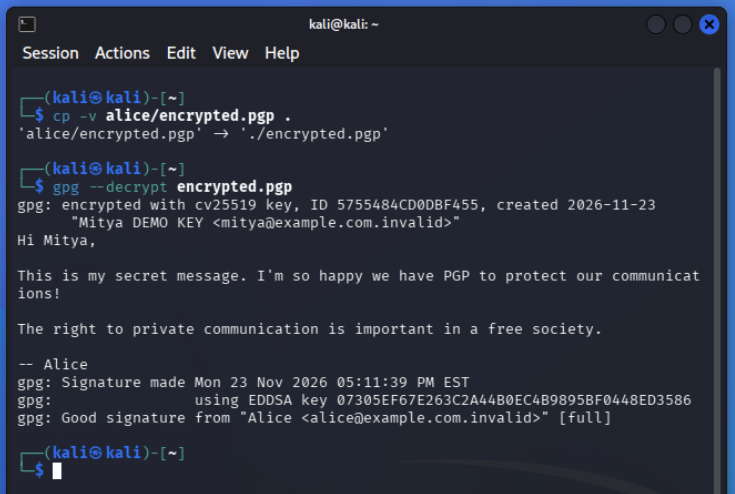 kali@kali: ~
Session Actions Edit View Help
┌──(kali㉿kali)-[~]
└─$ cp -v alice/encrypted.pgp .
'alice/encrypted.pgp' -> './encrypted.pgp'
┌──(kali㉿kali)-[~]
└─$ gpg --decrypt encrypted.pgp
gpg: encrypted with cv25519 key, ID 5755484CD0DBF455, created 2026-11-23
"Mitya DEMO KEY <mitya@example.com.invalid>"
Hi Mitya,
This is my secret message. I'm so happy we have PGP to protect our communicat
ions!
The right to private communication is important in a free society.
-- Alice
gpg: Signature made Mon 23 Nov 2026 05:11:39 PM EST
gpg: using EDDSA key 07305EF67E263C2A44B0EC4B9895BF0448ED3586
gpg: Good signature from "Alice <alice@example.com.invalid>" [full]
┌──(kali㉿kali)-[~]
└─$